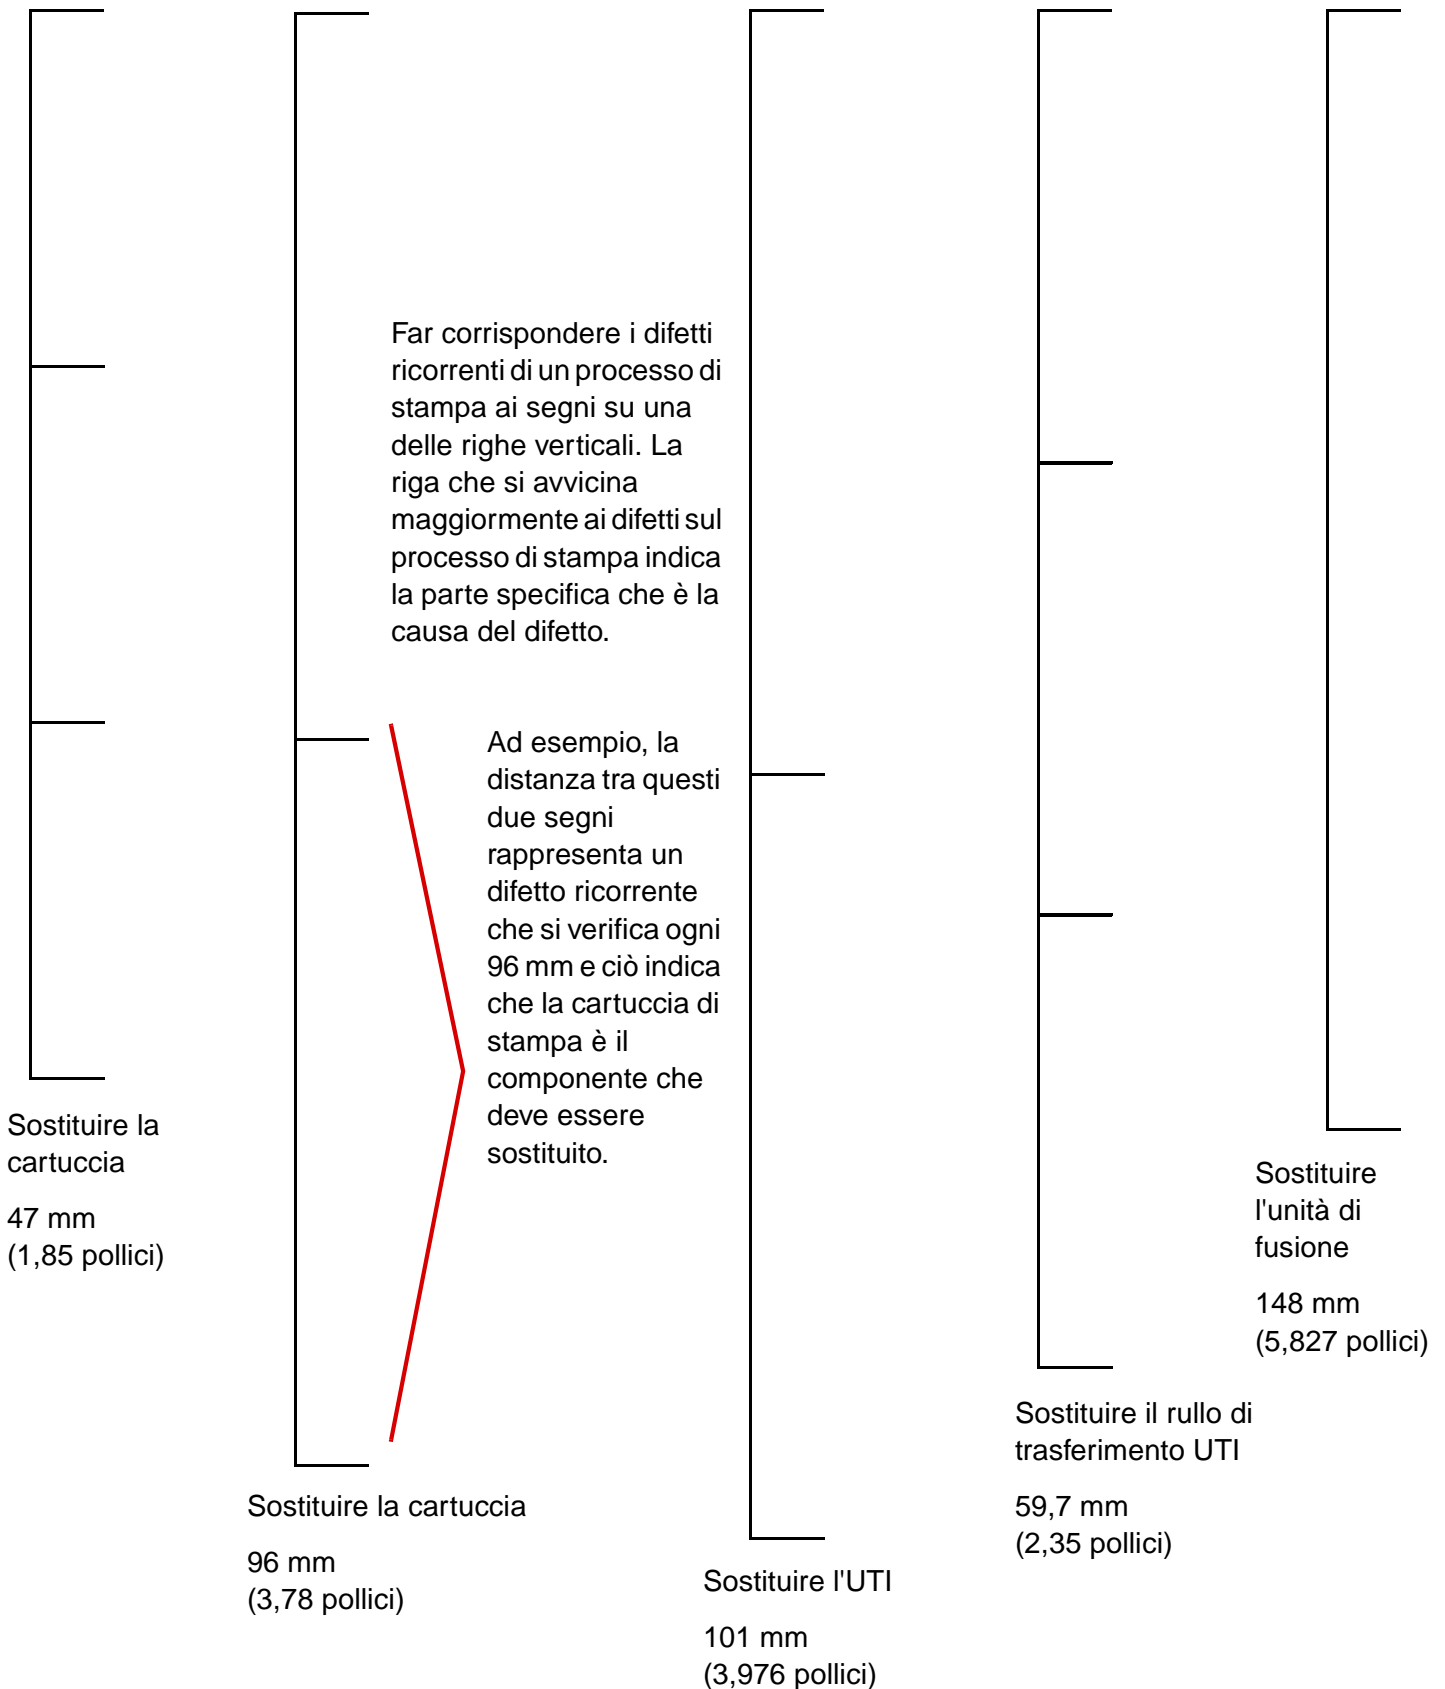 Far corrispondere i difetti
ricorrenti di un processo di
stampa ai segni su una
delle righe verticali. La
riga che si avvicina
maggiormente ai difetti sul
processo di stampa indica
la parte specifica che è la
causa del difetto.
Ad esempio, la
distanza tra questi
due segni
rappresenta un
difetto ricorrente
che si verifica ogni
96 mm e ciò indica
che la cartuccia di
stampa è il
componente che
deve essere
sostituito.
Sostituire la
cartuccia
47 mm
(1,85 pollici)
Sostituire la cartuccia
96 mm
(3,78 pollici)
Sostituire l'UTI
101 mm
(3,976 pollici)
Sostituire il rullo di
trasferimento UTI
59,7 mm
(2,35 pollici)
Sostituire
l'unità di
fusione
148 mm
(5,827 pollici)